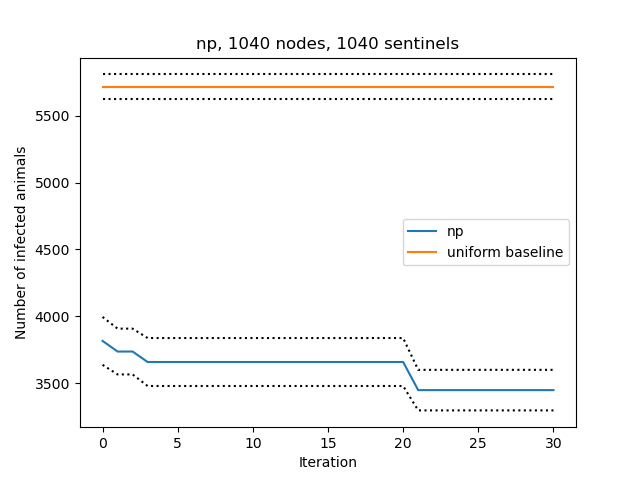 np, 1040 nodes, 1040 sentinels
Number of infected animals
5500
5000
4500
4000
3500
np
uniform baseline
0 5 10 15 20 25 30
Iteration